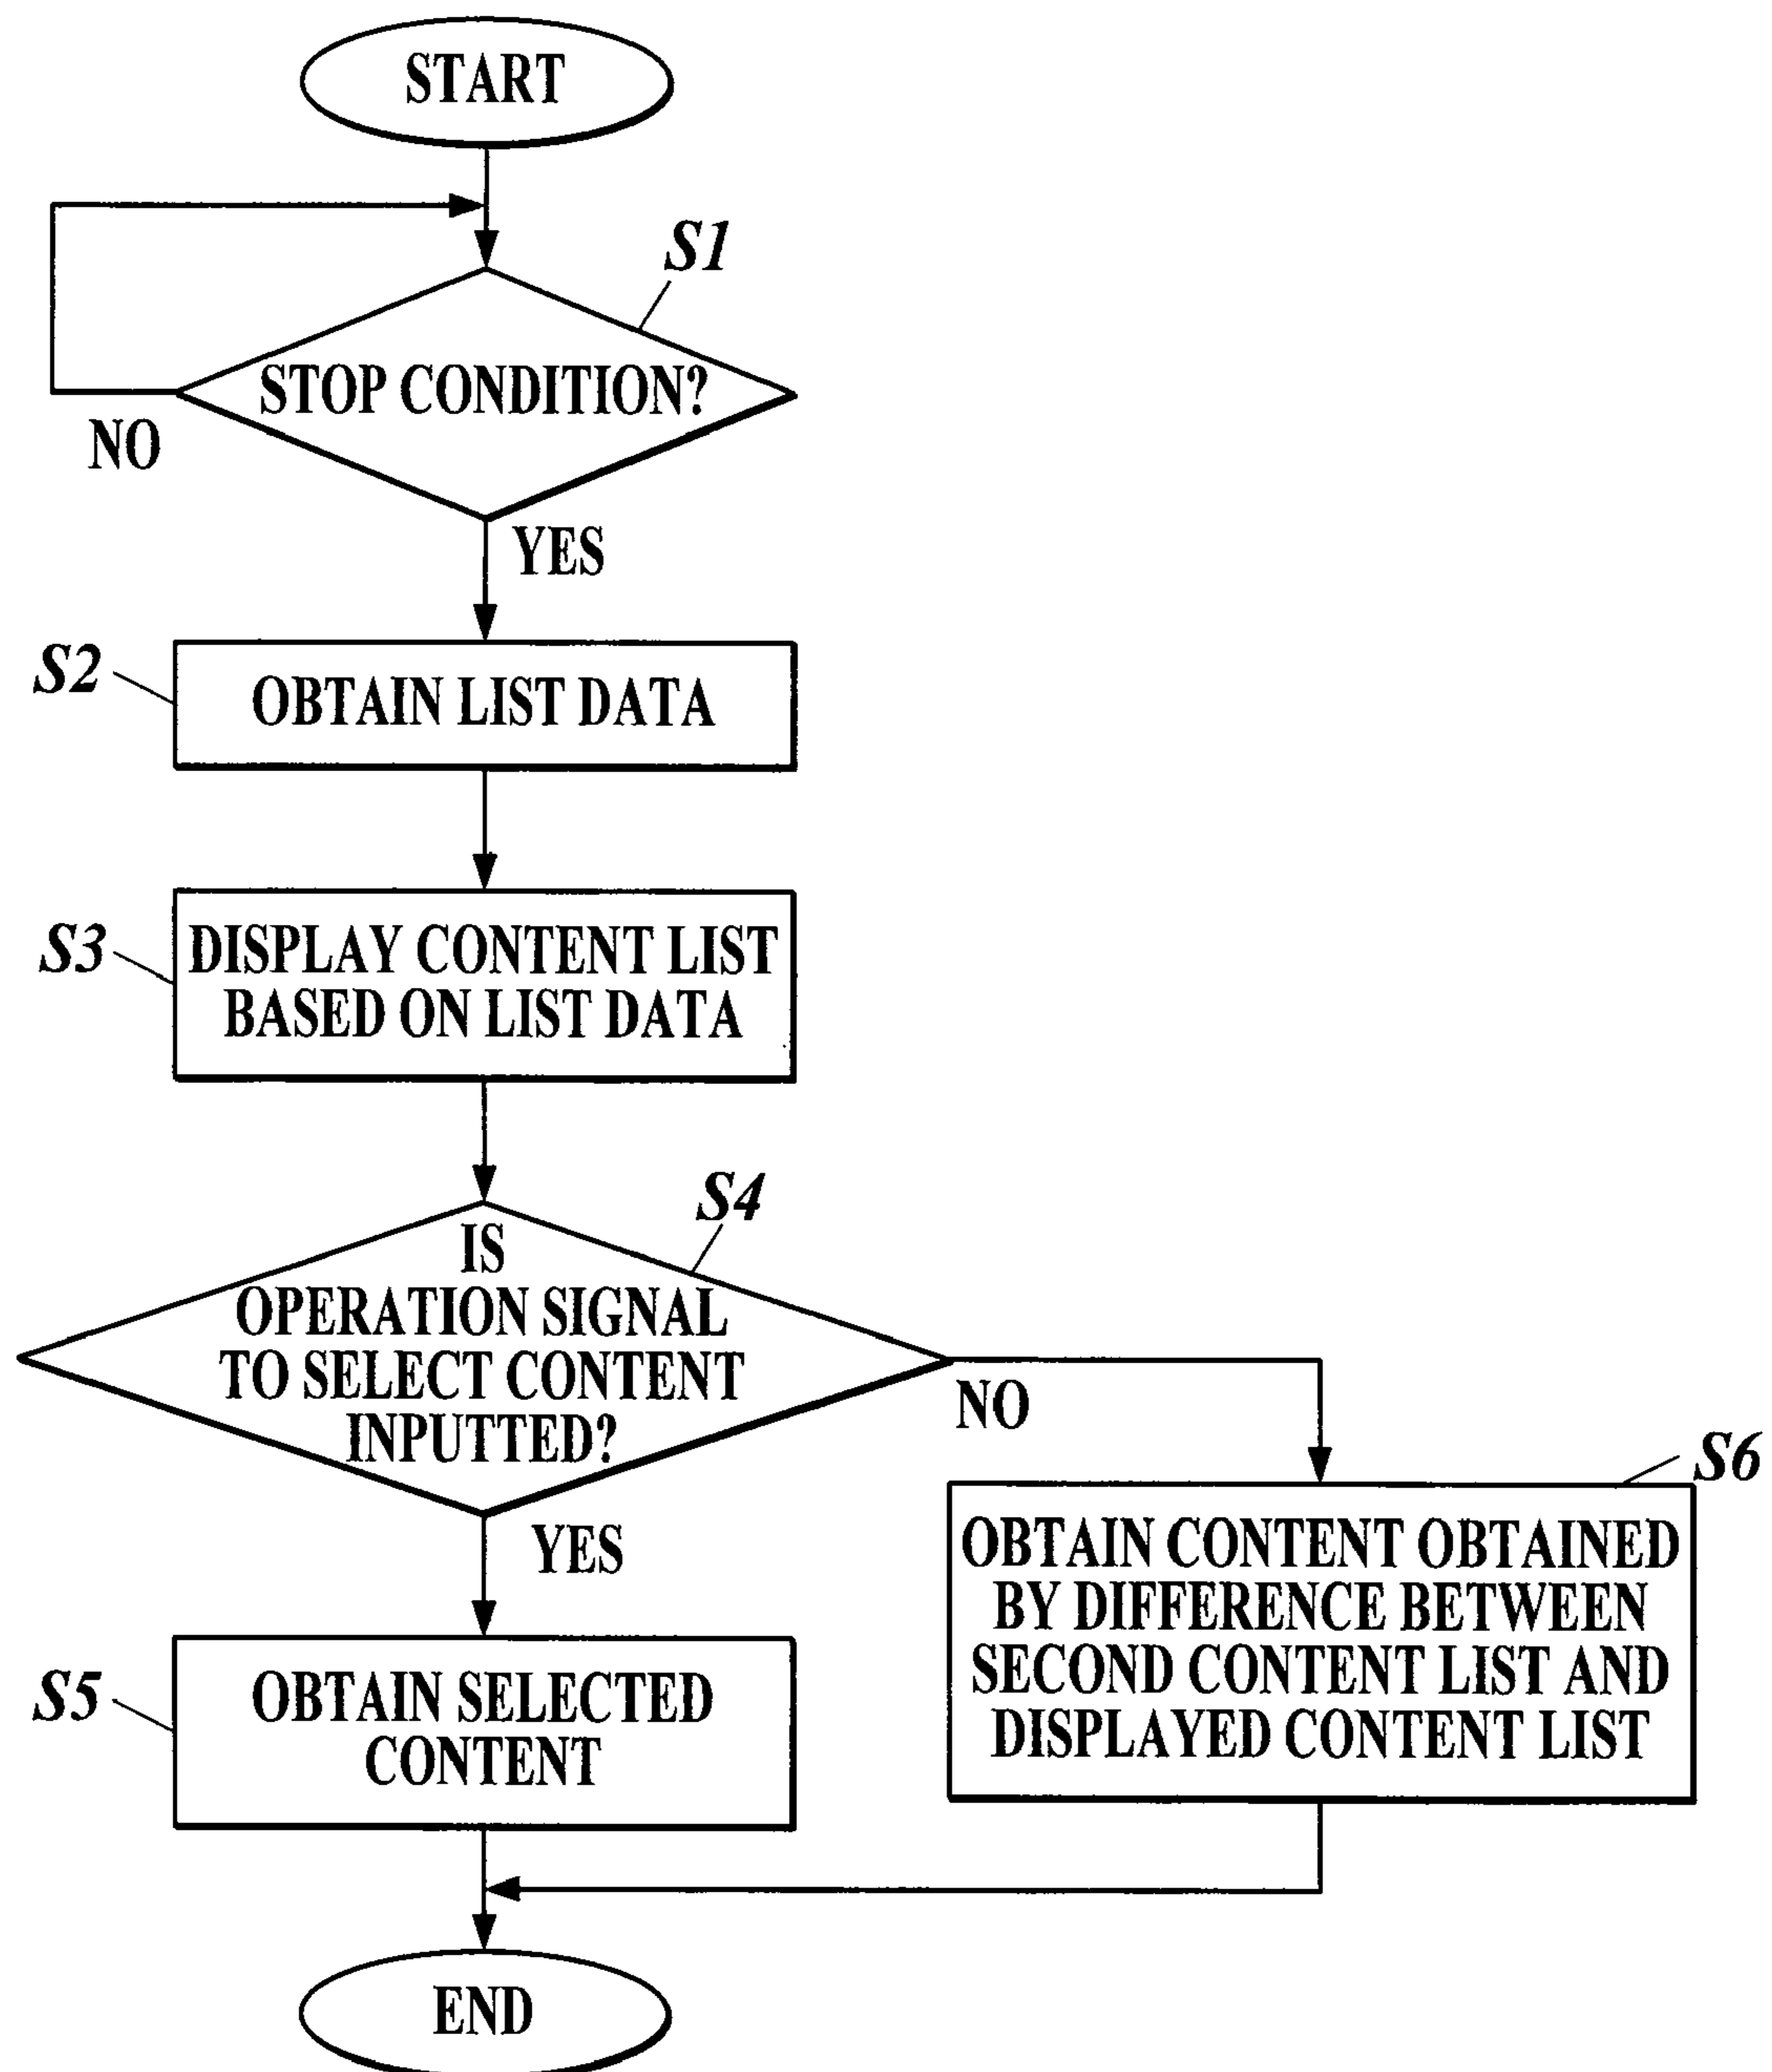 START
S1
STOP CONDITION?
NO
YES
S2
OBTAIN LIST DATA
S3
DISPLAY CONTENT LIST
BASED ON LIST DATA
S4
IS
OPERATION SIGNAL
TO SELECT CONTENT
INPUTTED?
NO
YES
S6
OBTAIN CONTENT OBTAINED
BY DIFFERENCE BETWEEN
SECOND CONTENT LIST AND
DISPLAYED CONTENT LIST
S5
OBTAIN SELECTED
CONTENT
END